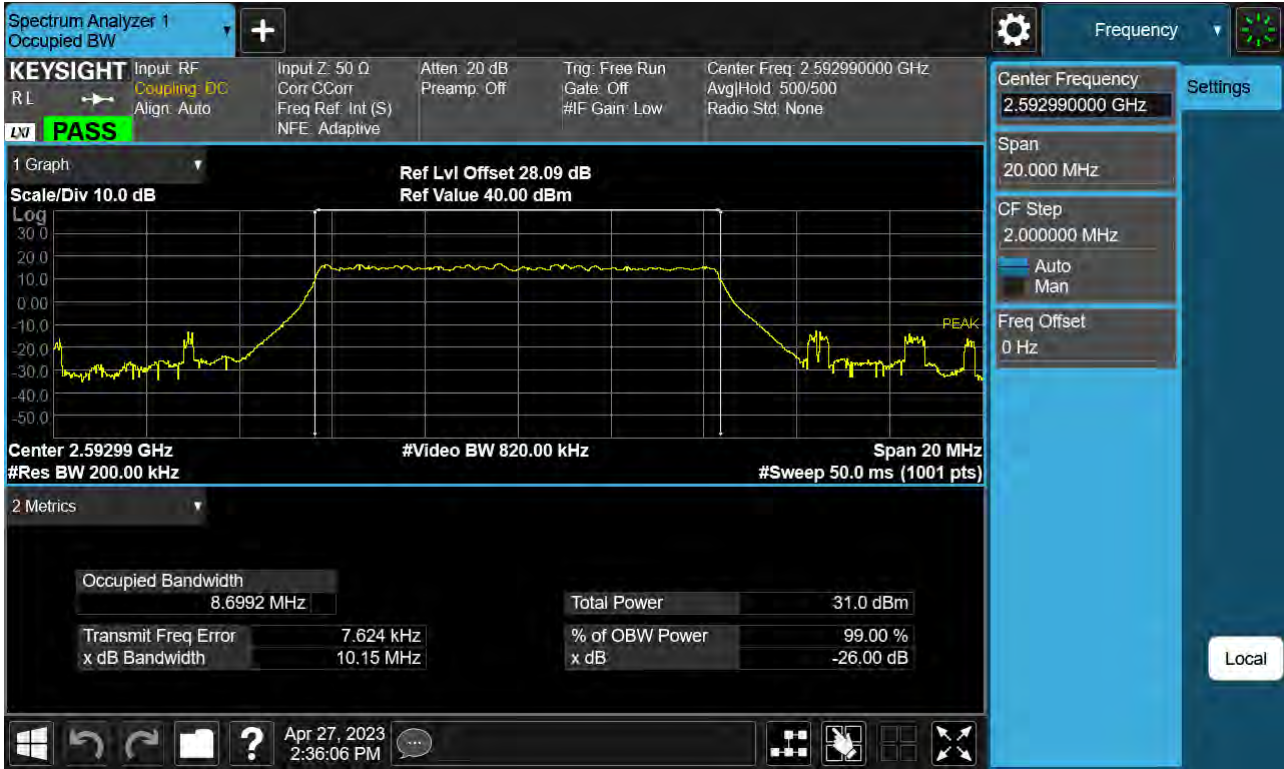 Spectrum Analyzer 1
Occupied BW
Frequency
KEYSIGHT
R L
LXI
PASS
Input: RF
Coupling: DC
Align: Auto
Input Z: 50 Ω
Corr CCorr
Freq Ref: Int (S)
NFE: Adaptive
Atten: 20 dB
Preamp: Off
Trig: Free Run
Gate: Off
#IF Gain: Low
Center Freq: 2.592990000 GHz
Avg|Hold: 500/500
Radio Std: None
Center Frequency
2.592990000 GHz
Settings
Span
20.000 MHz
CF Step
2.000000 MHz
Auto
Man
Freq Offset
0 Hz
Local
1 Graph
Scale/Div 10.0 dB
Ref Lvl Offset 28.09 dB
Ref Value 40.00 dBm
Log
30.0
20.0
10.0
0.00
-10.0
-20.0
-30.0
-40.0
-50.0
PEAK
Center 2.59299 GHz
#Video BW 820.00 kHz
Span 20 MHz
#Res BW 200.00 kHz
#Sweep 50.0 ms (1001 pts)
2 Metrics
Occupied Bandwidth
8.6992 MHz
Total Power 31.0 dBm
Transmit Freq Error 7.624 kHz
% of OBW Power 99.00 %
x dB Bandwidth 10.15 MHz
x dB -26.00 dB
?
Apr 27, 2023
2:36:06 PM